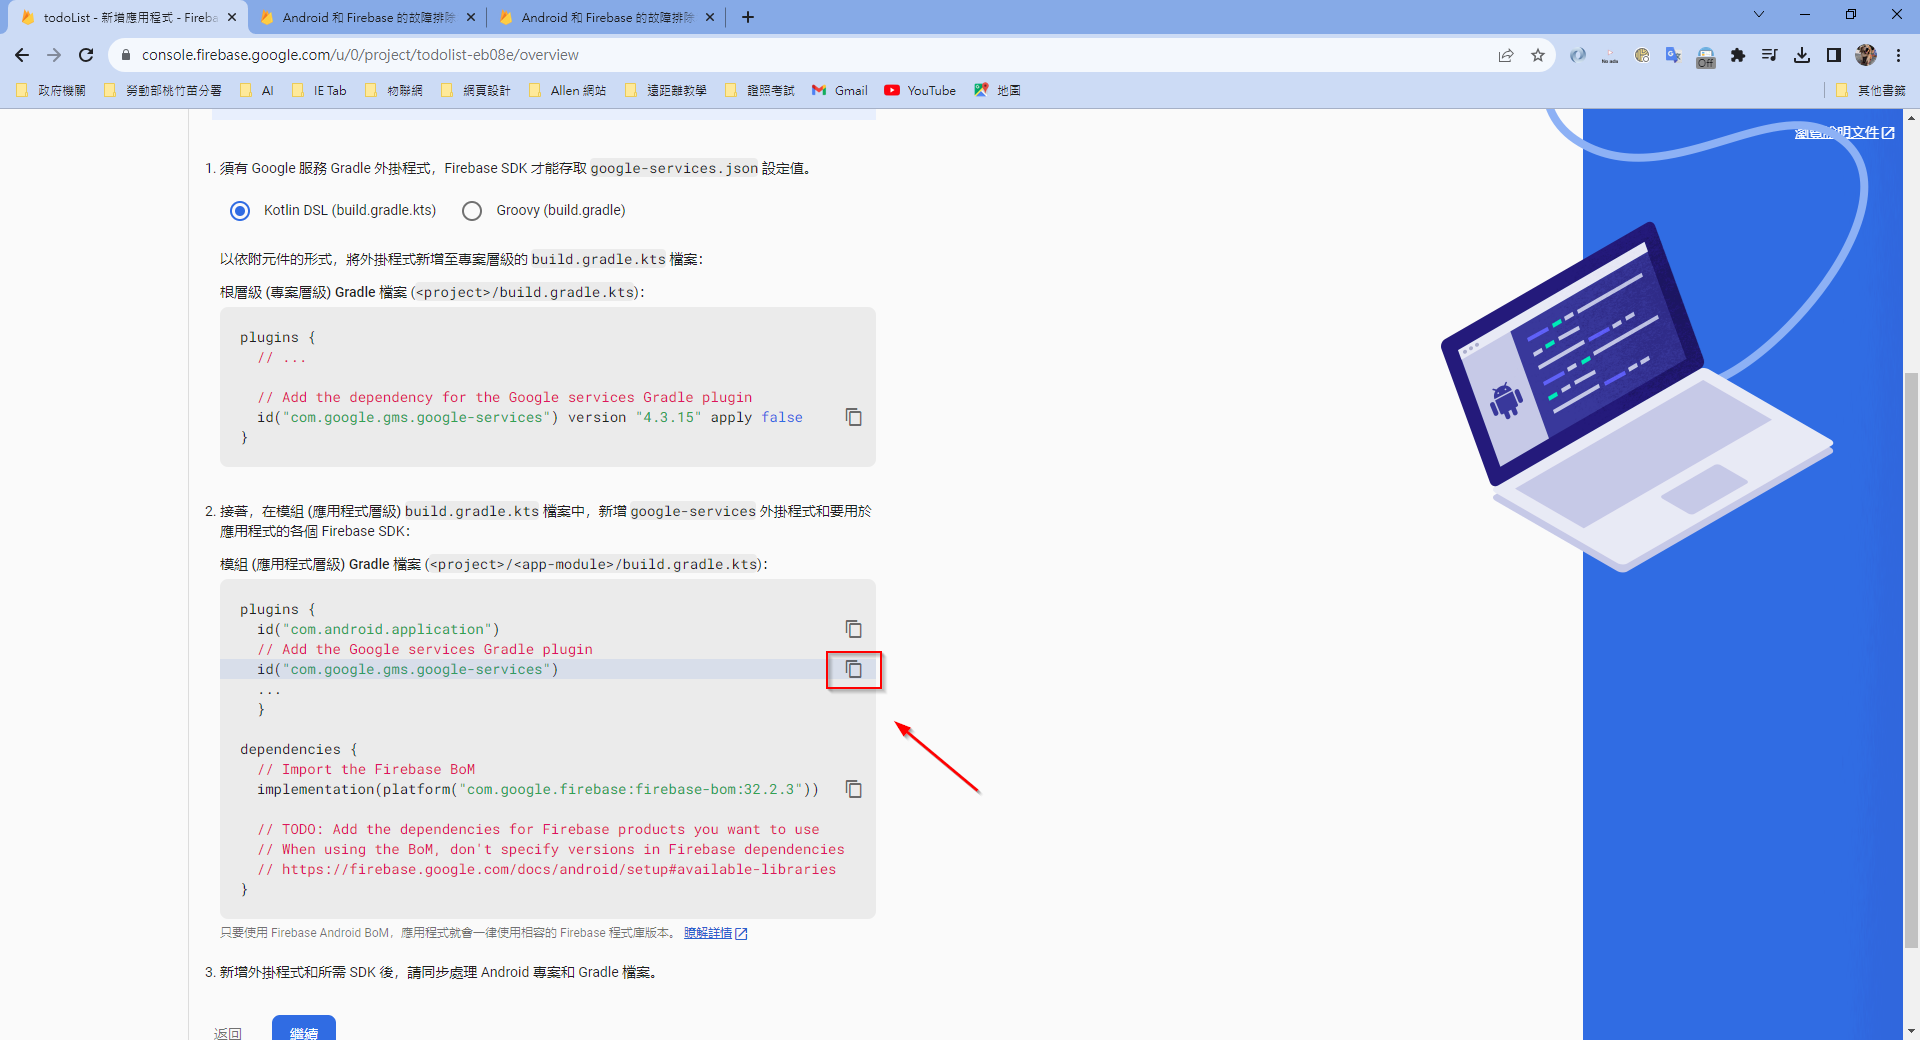 todoList - 新增應用程式 - Fireba
Android 和 Firebase 的故障排除
Android 和 Firebase 的故障排除
console.firebase.google.com/u/0/project/todolist-eb08e/overview
No ads
Off
政府機關
勞動部桃竹苗分署
AI
IE Tab
物聯網
網頁設計
Allen 網站
遠距離教學
證照考試
Gmail
YouTube
地圖
其他書籤
瀏覽說明文件
1. 須有 Google 服務 Gradle 外掛程式，Firebase SDK 才能存取 google-services.json 設定值。
Kotlin DSL (build.gradle.kts)
Groovy (build.gradle)
以依附元件的形式，將外掛程式新增至專案層級的 build.gradle.kts 檔案：
根層級 (專案層級) Gradle 檔案 (<project>/build.gradle.kts)：
plugins {
// ...
// Add the dependency for the Google services Gradle plugin
id("com.google.gms.google-services") version "4.3.15" apply false
}
2. 接著，在模組 (應用程式層級) build.gradle.kts 檔案中，新增 google-services 外掛程式和要用於
應用程式的各個 Firebase SDK：
模組 (應用程式層級) Gradle 檔案 (<project>/<app-module>/build.gradle.kts)：
plugins {
id("com.android.application")
// Add the Google services Gradle plugin
id("com.google.gms.google-services")
...
}
dependencies {
// Import the Firebase BoM
implementation(platform("com.google.firebase:firebase-bom:32.2.3"))
// TODO: Add the dependencies for Firebase products you want to use
// When using the BoM, don't specify versions in Firebase dependencies
// https://firebase.google.com/docs/android/setup#available-libraries
}
只要使用 Firebase Android BoM，應用程式就會一律使用相容的 Firebase 程式庫版本。 瞭解詳情
3. 新增外掛程式和所需 SDK 後，請同步處理 Android 專案和 Gradle 檔案。
返回
繼續